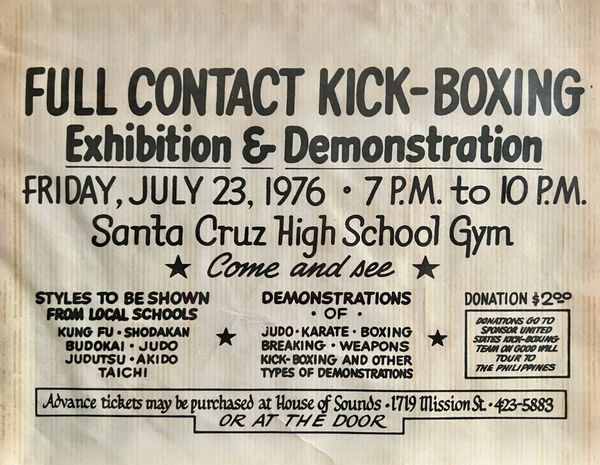 FULL CONTACT KICK-BOXING
Exhibition & Demonstration
FRIDAY, JULY 23, 1976 • 7 P.M. to 10 P.M.
Santa Cruz High School Gym
★ Come and see ★
STYLES TO BE SHOWN
FROM LOCAL SCHOOLS
KUNG FU • SHODAKAN
BUDOKAI • JUDO
JUDUTSU • AKIDO
TAICHI
★
DEMONSTRATIONS
• OF •
JUDO • KARATE • BOXING
BREAKING • WEAPONS
KICK-BOXING AND OTHER
TYPES OF DEMONSTRATIONS
★
DONATION $2.00
DONATIONS GO TO
SPONSOR UNITED
STATES KICK-BOXING
TEAM ON GOOD WILL
TOUR TO
THE PHILIPPINES
Advance tickets may be purchased at House of Sounds • 1719 Mission St. • 423-5883
OR AT THE DOOR